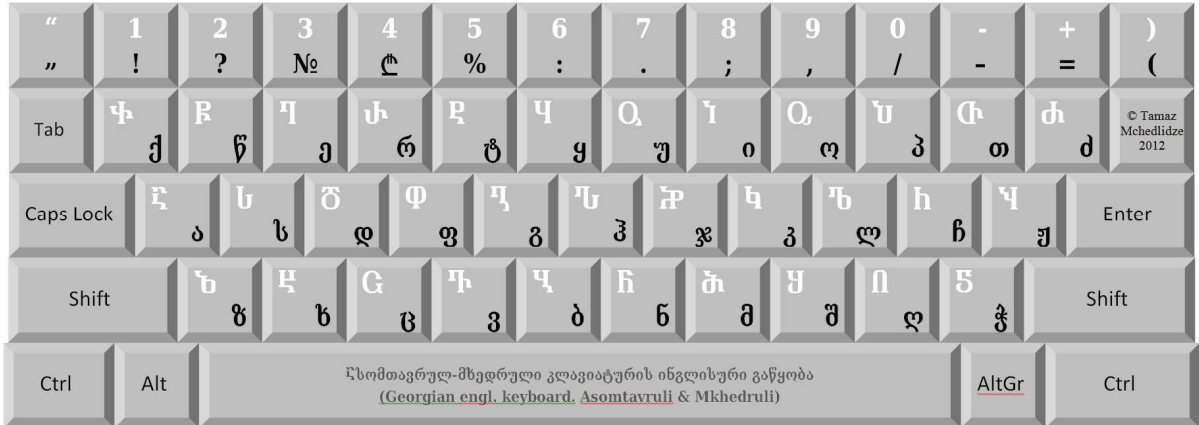 “ 1 2 3 4 5 6 7 8 9 0 - + )
„ ! ? № ₾ % : . ; , / – = (
Ⴕ Ⴜ Ⴄ Ⴐ Ⴒ Ⴗ Ⴓ Ⴈ Ⴍ Ⴎ Ⴇ Ⴛ
Tab ქ წ ე რ ტ ყ უ ი ო პ თ ძ
© Tamaz
Mchedlidze
2012
Ⴀ Ⴑ Ⴃ Ⴔ Ⴂ Ⴠ Ⴟ Ⴉ Ⴊ Ⴙ Ⴏ
Caps Lock ა ს დ ფ გ ჰ ჯ კ ლ ჩ ჟ Enter
Ⴆ Ⴞ Ⴚ Ⴅ Ⴁ Ⴌ Ⴋ Ⴘ Ⴖ Ⴝ
Shift ზ ხ ც ვ ბ ნ მ შ ღ ჭ Shift
Ctrl Alt
Ⴀსომთავრულ-მხედრული კლავიატურის ინგლისური გაწყობა
(Georgian engl. keyboard, Asomtavruli & Mkhedruli)
AltGr Ctrl